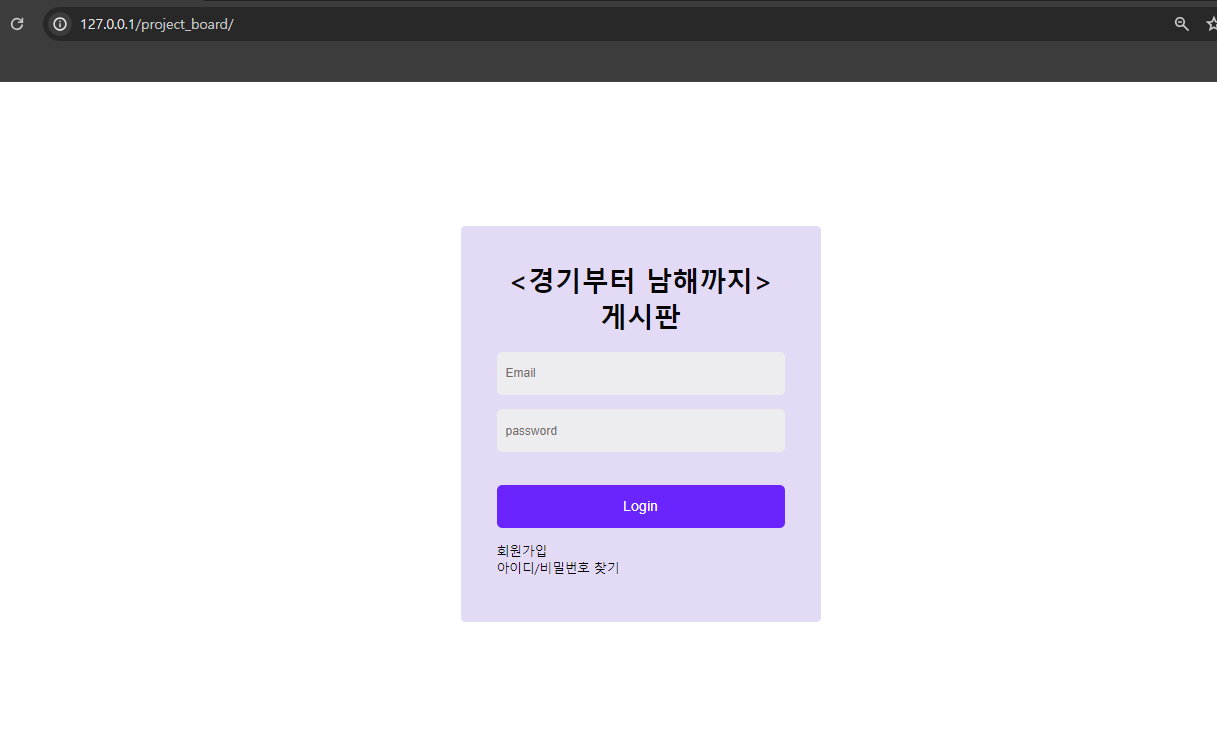 127.0.0.1/project_board/
<경기부터 남해까지>
게시판
Email
password
Login
회원가입
아이디/비밀번호 찾기